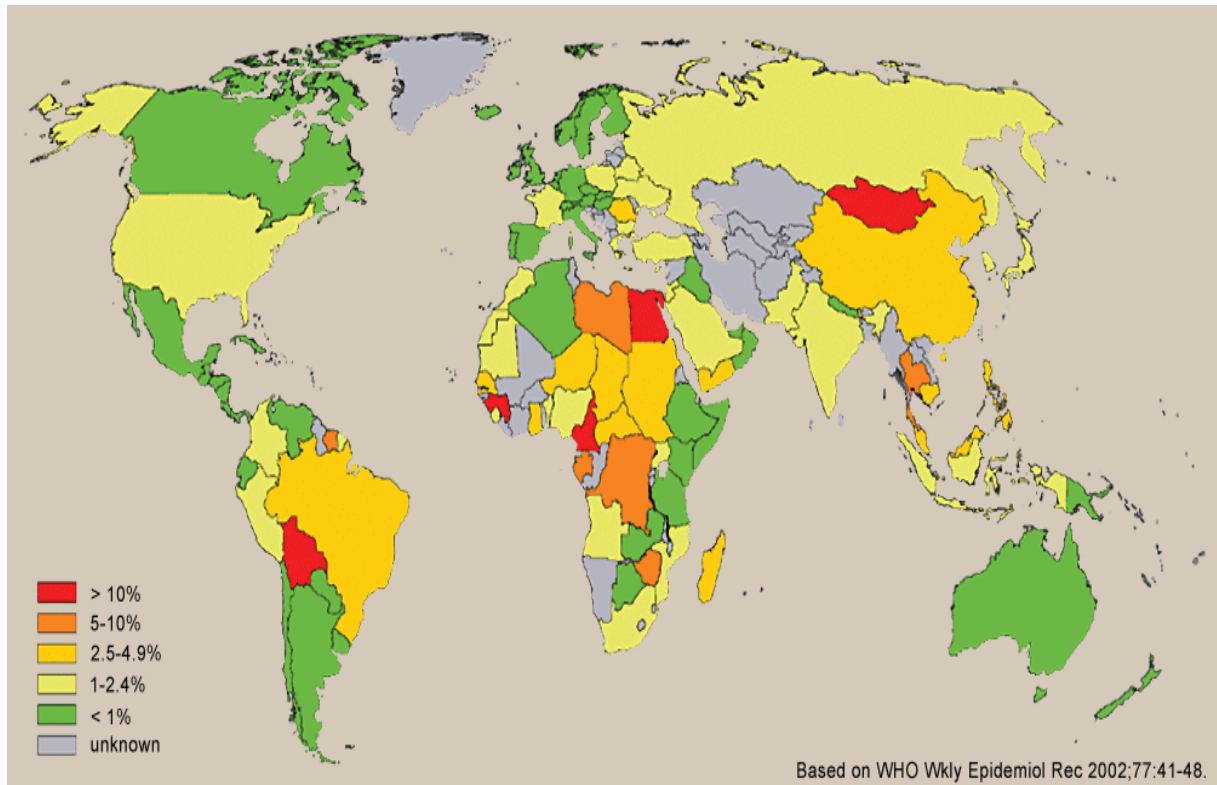 > 10%
5-10%
2.5-4.9%
1-2.4%
< 1%
unknown
Based on WHO Wkly Epidemiol Rec 2002;77:41-48.